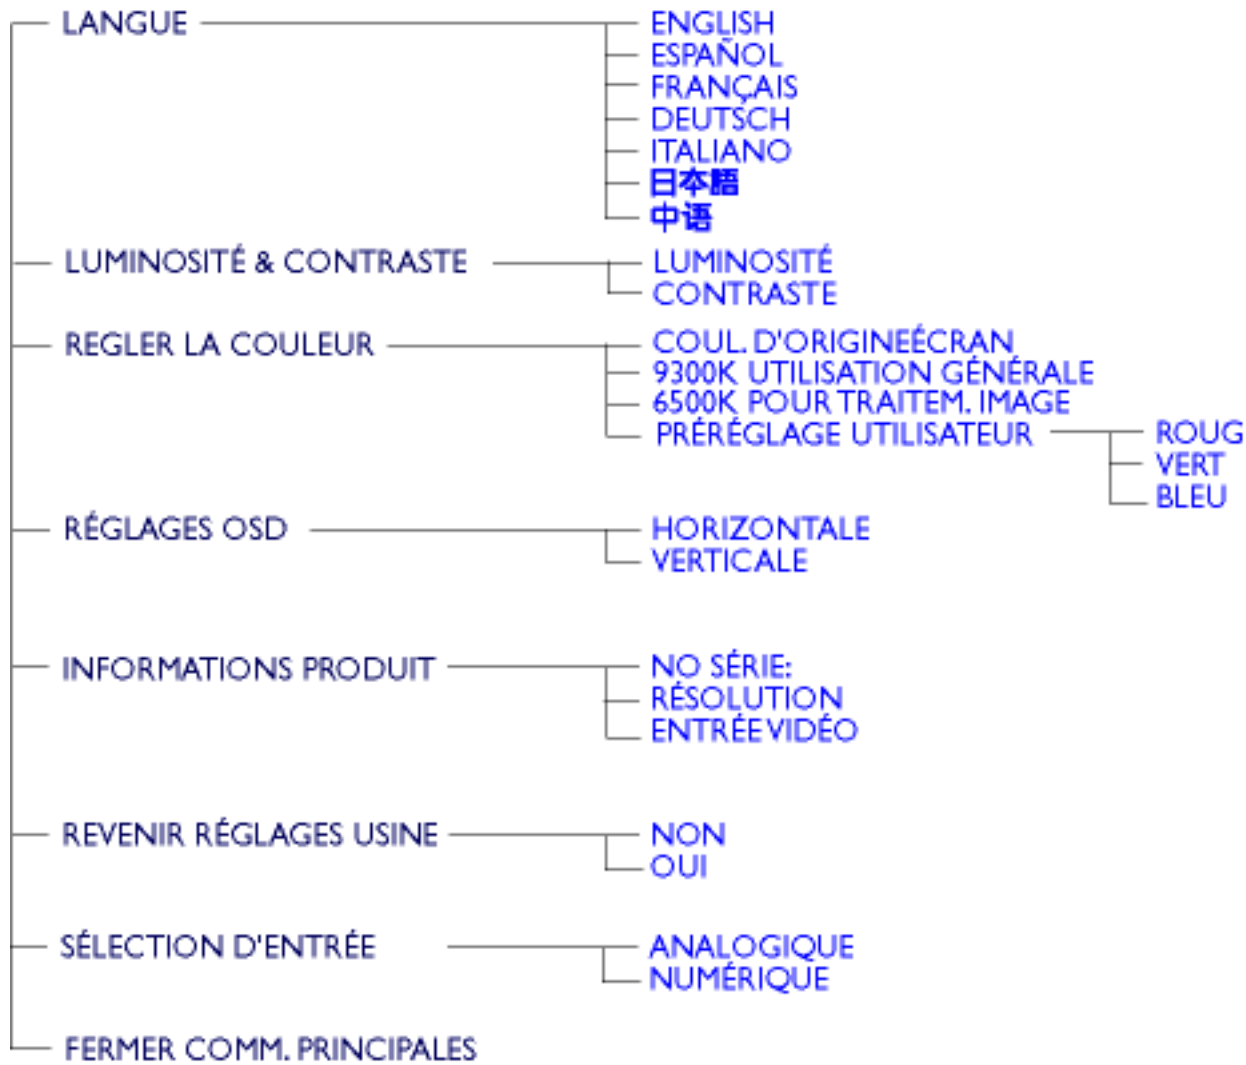 LANGUE
ENGLISH
ESPAÑOL
FRANÇAIS
DEUTSCH
ITALIANO
日本語
中语
LUMINOSITÉ & CONTRASTE
LUMINOSITÉ
CONTRASTE
REGLER LA COULEUR
COUL. D'ORIGINEÉCRAN
9300K UTILISATION GÉNÉRALE
6500K POUR TRAITEM. IMAGE
PRÉRÉGLAGE UTILISATEUR
ROUG
VERT
BLEU
RÉGLAGES OSD
HORIZONTALE
VERTICALE
INFORMATIONS PRODUIT
NO SÉRIE:
RÉSOLUTION
ENTRÉE VIDÉO
REVENIR RÉGLAGES USINE
NON
OUI
SÉLECTION D'ENTRÉE
ANALOGIQUE
NUMÉRIQUE
FERMER COMM. PRINCIPALES